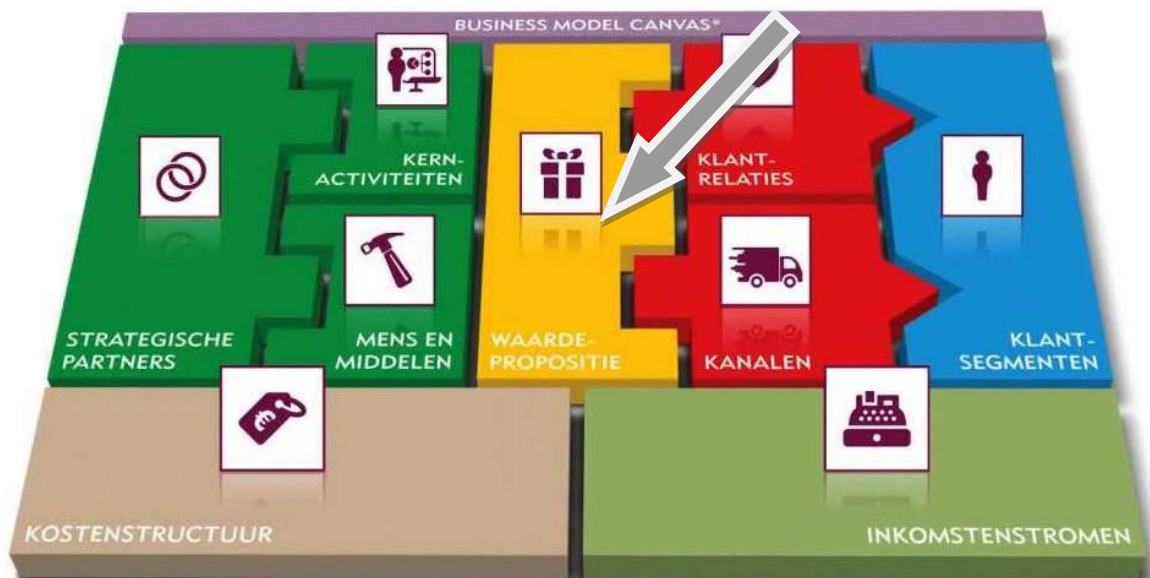 BUSINESS MODEL CANVAS®
KERN-
ACTIVITEITEN
KLANT-
RELATIES
STRATEGISCHE
PARTNERS
MENS EN
MIDDELEN
WAARDE-
PROPOSITIE
KANALEN
KLANT-
SEGMENTEN
€
KOSTENSTRUCTUUR
INKOMSTENSTROMEN